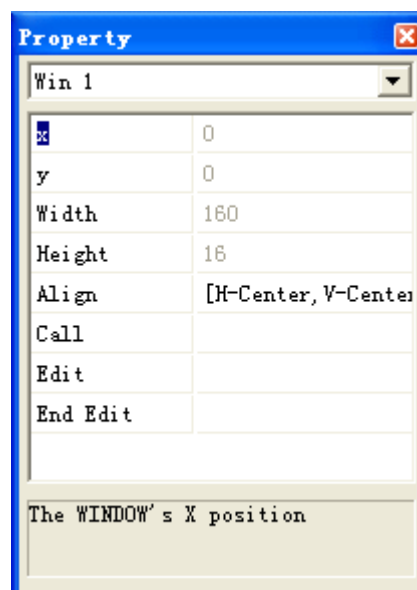 Property
Win 1
x 0
y 0
Width 160
Height 16
Align [H-Center, V-Center
Call
Edit
End Edit
The WINDOW's X position